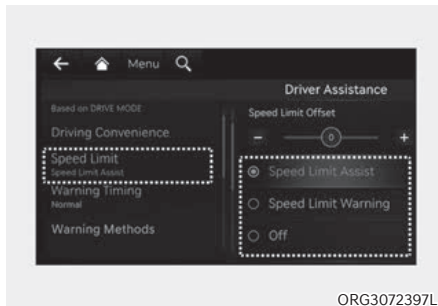 Menu
Driver Assistance
Based on DRIVE MODE
Driving Convenience
Speed Limit
Speed Limit Assist
Warning Timing
Normal
Warning Methods
Speed Limit Offset
- 0 +
Speed Limit Assist
Speed Limit Warning
Off
ORG3072397L